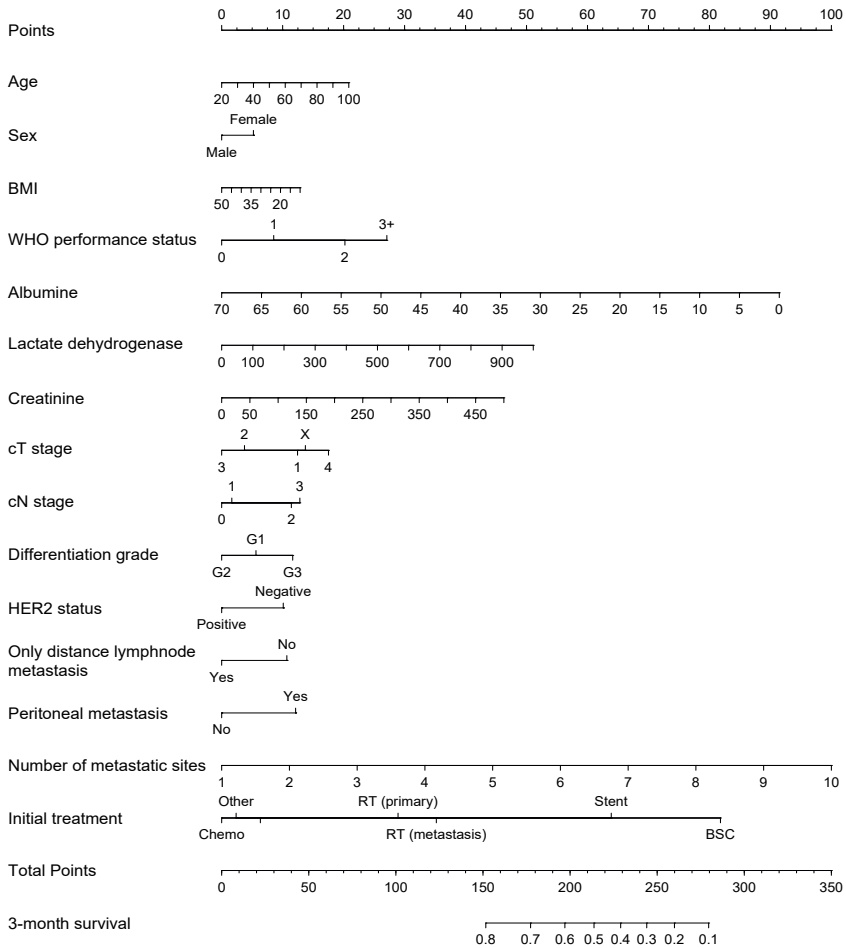 0 10 20 30 40 50 60 70 80 90 100
Points
Age
20 40 60 80 100
Female
Sex
Male
BMI
50 35 20
1 3+
WHO performance status
0 2
Albumine
70 65 60 55 50 45 40 35 30 25 20 15 10 5 0
Lactate dehydrogenase
0 100 300 500 700 900
Creatinine
0 50 150 250 350 450
2 X
cT stage
3 1 4
1 3
cN stage
0 2
G1
Differentiation grade
G2 G3
Negative
HER2 status
Positive
No
Only distance lymphnode
metastasis
Yes
Yes
Peritoneal metastasis
No
Number of metastatic sites
1 2 3 4 5 6 7 8 9 10
Other RT (primary) Stent
Initial treatment
Chemo RT (metastasis) BSC
Total Points
0 50 100 150 200 250 300 350
3-month survival
0.8 0.7 0.6 0.5 0.4 0.3 0.2 0.1